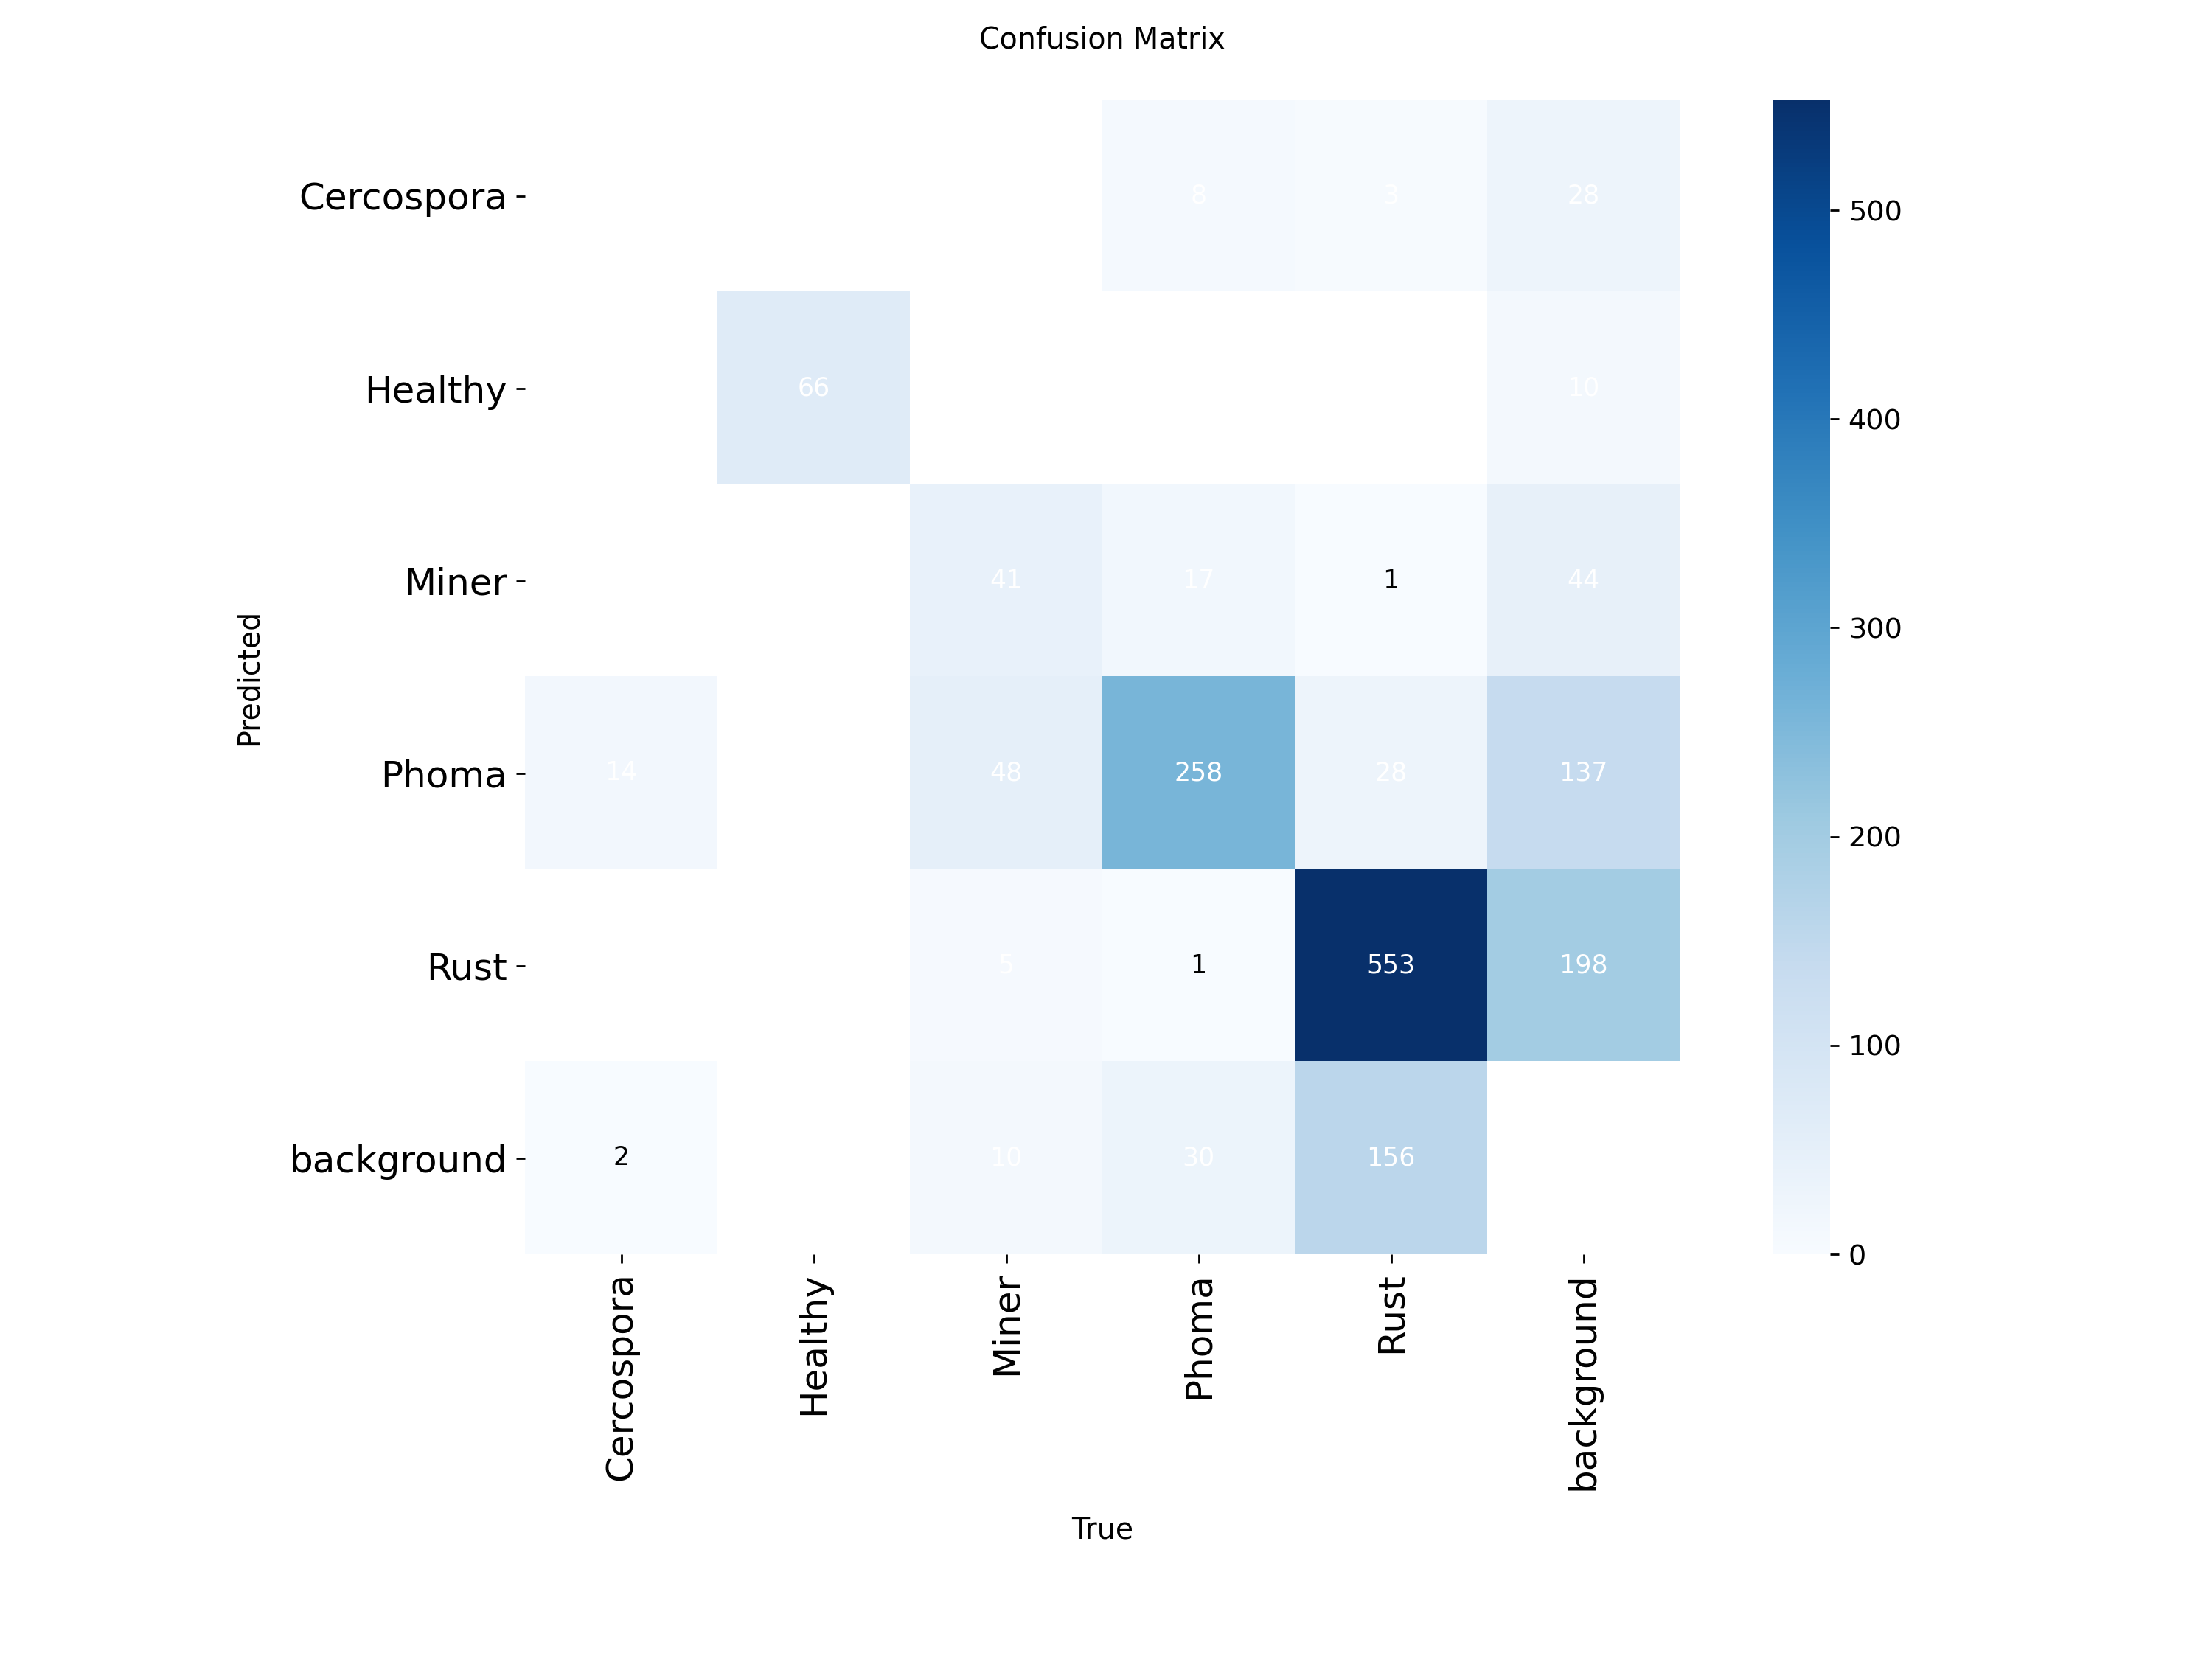 Confusion Matrix
Cercospora
8 3 28
500
Healthy
66 10
400
Miner
41 17 1 44
300
Predicted
Phoma
14 48 258 28 137
200
Rust
5 1 553 198
100
background
2 10 30 156
0
Cercospora
Healthy
Miner
Phoma
Rust
background
True